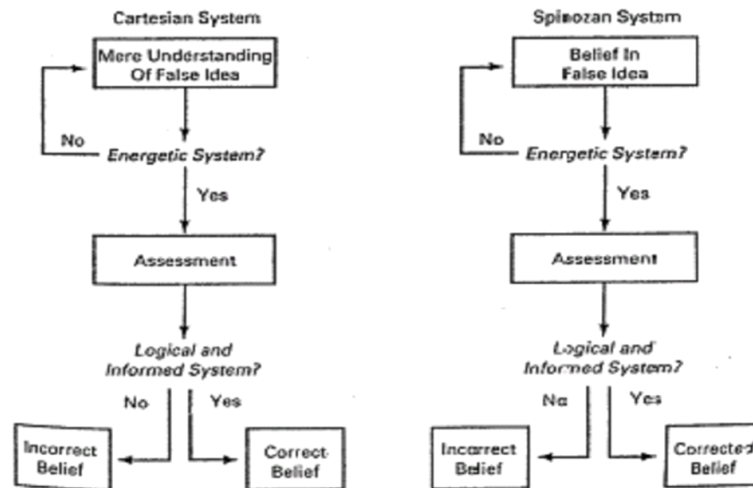 Cartesian System
Mere Understanding
Of False Idea
No
Energetic System?
Yes
Assessment
Logical and
Informed System?
No
Yes
Incorrect
Belief
Correct
Belief
Spinozan System
Belief In
False Idea
No
Energetic System?
Yes
Assessment
Logical and
Informed System?
No
Yes
Incorrect
Belief
Corrected
Belief